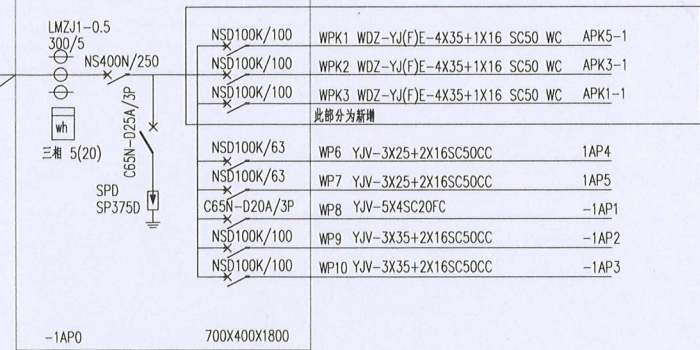 LMZJ1-0.5
300/5
NS400N/250
C65N-D25A/3P
wh
三相 5(20)
SPD
SP375D
NSD100K/100 WPK1 WDZ-YJ(F)E-4X35+1X16 SC50 WC APK5-1
NSD100K/100 WPK2 WDZ-YJ(F)E-4X35+1X16 SC50 WC APK3-1
NSD100K/100 WPK3 WDZ-YJ(F)E-4X35+1X16 SC50 WC APK1-1
此部分为新增
NSD100K/63 WP6 YJV-3X25+2X16SC50CC 1AP4
NSD100K/63 WP7 YJV-3X25+2X16SC50CC 1AP5
C65N-D20A/3P WP8 YJV-5X4SC20FC -1AP1
NSD100K/100 WP9 YJV-3X35+2X16SC50CC -1AP2
NSD100K/100 WP10 YJV-3X35+2X16SC50CC -1AP3
-1AP0 700X400X1800